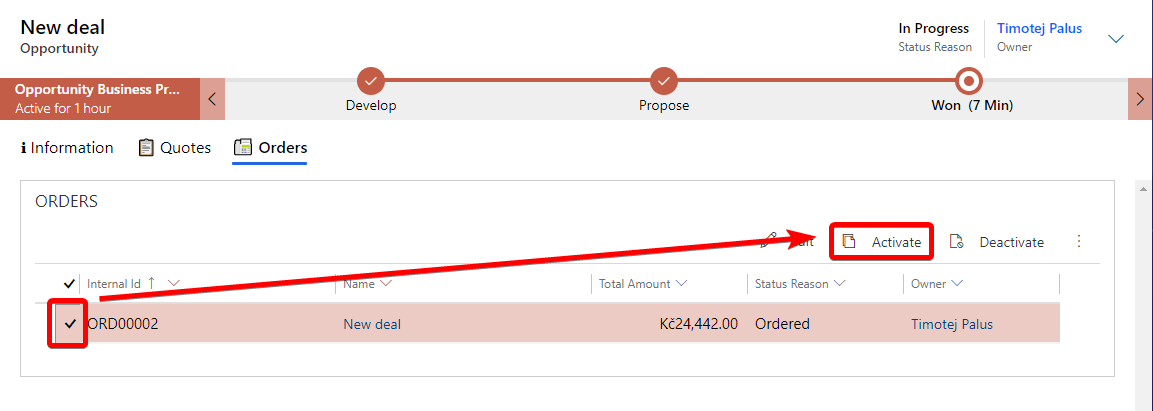 New deal
Opportunity
In Progress
Status Reason
Timotej Palus
Owner
Opportunity Business Pr...
Active for 1 hour
Develop
Propose
Won (7 Min)
Information
Quotes
Orders
ORDERS
Activate
Deactivate
Internal Id
Name
Total Amount
Status Reason
Owner
ORD00002
New deal
Kč24,442.00
Ordered
Timotej Palus